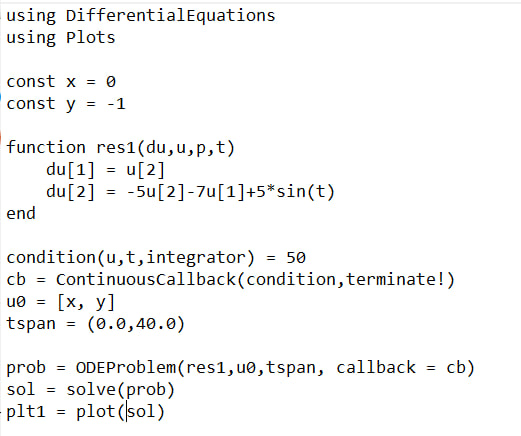 using DifferentialEquations
using Plots
const x = 0
const y = -1
function res1(du,u,p,t)
    du[1] = u[2]
    du[2] = -5u[2]-7u[1]+5*sin(t)
end
condition(u,t,integrator) = 50
cb = ContinuousCallback(condition,terminate!)
u0 = [x, y]
tspan = (0.0,40.0)
prob = ODEProblem(res1,u0,tspan, callback = cb)
sol = solve(prob)
plt1 = plot(sol)